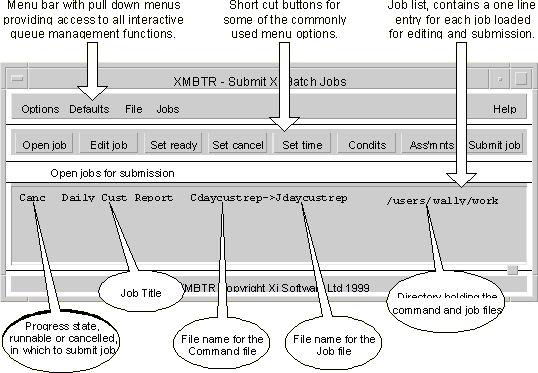 Menu bar with pull down menus
providing access to all interactive
queue management functions.
Short cut buttons for
some of the commonly
used menu options.
Job list, contains a one line
entry for each job loaded
for editing and submission.
XMBTR - Submit Xi Batch Jobs
Options Defaults File Jobs Help
Open job Edit job Set ready Set cancel Set time Condits Ass'mnts Submit job
Open jobs for submission
Canc Daily Cust Report Cdaycustrep->Jdaycustrep /users/wally/work
XMBTR Copyright Xi Software Ltd 1999
Job Title
Directory holding the
command and job files
Progress state,
runnable or cancelled,
in which to submit job
File name for the
Command file
File name for the
Job file